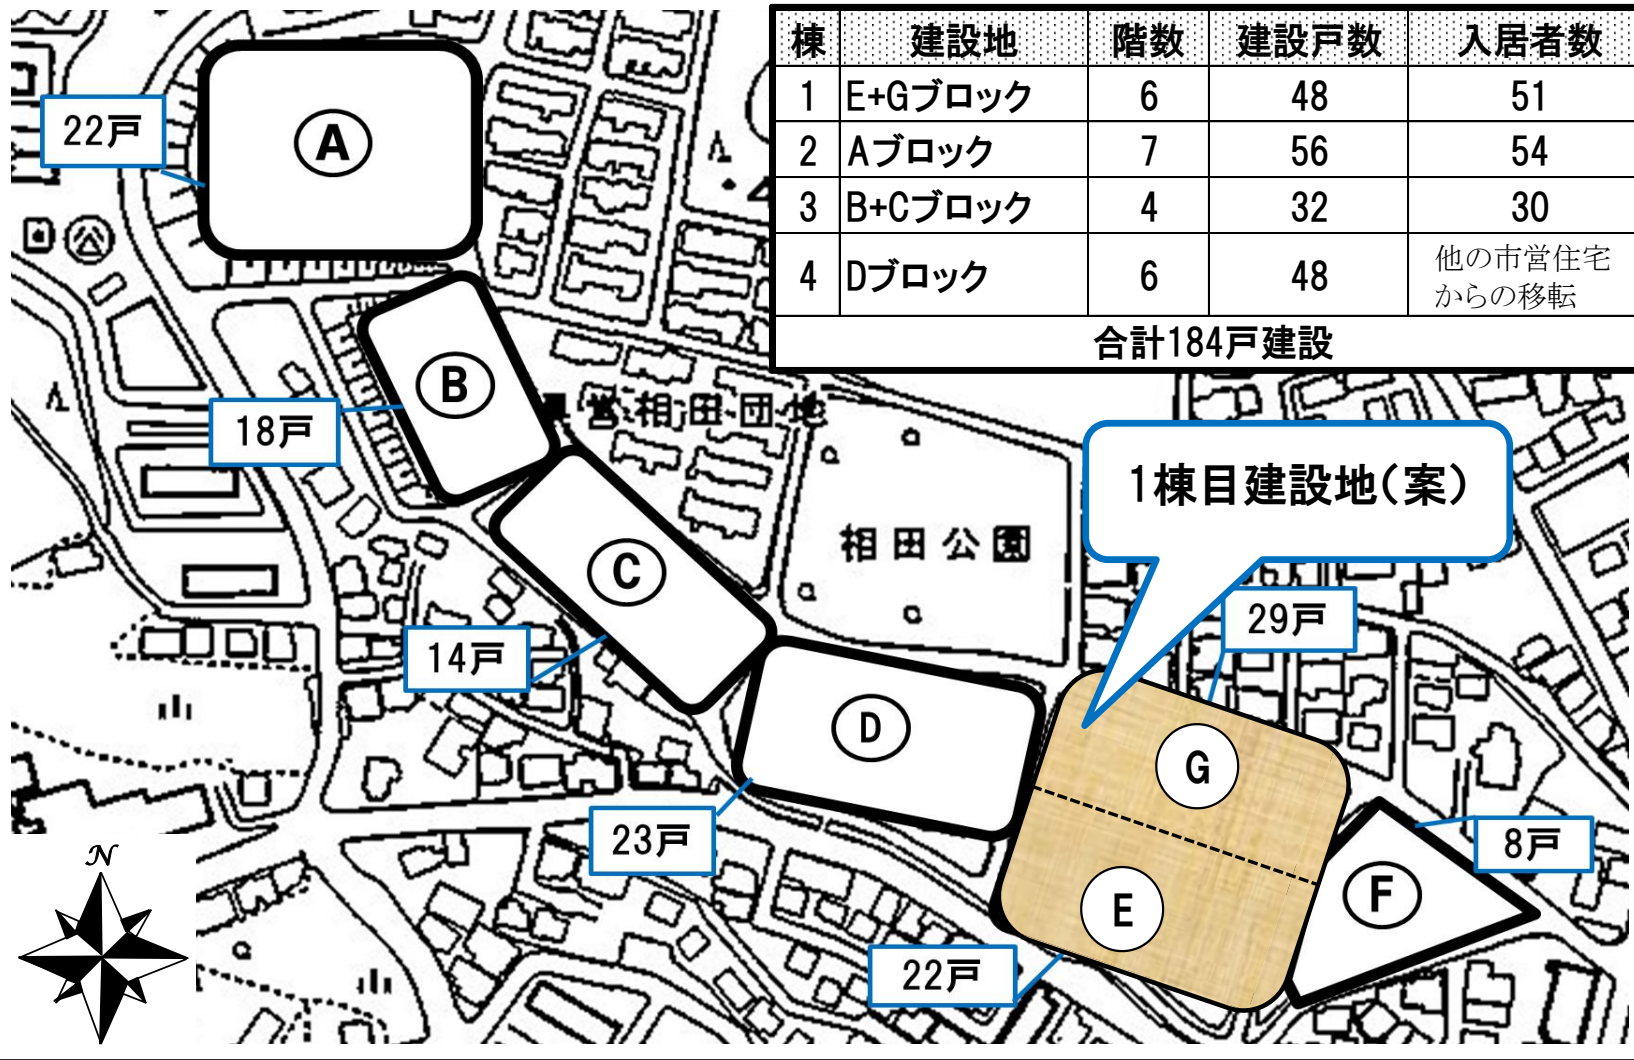 棟 建設地 階数 建設戸数 入居者数
1 E+Gブロック 6 48 51
2 Aブロック 7 56 54
3 B+Cブロック 4 32 30
4 Dブロック 6 48 他の市営住宅
からの移転
合計184戸建設
22戸
A
B
18戸
営相田団地
1棟目建設地(案)
相田公園
C
29戸
14戸
D
G
23戸
8戸
F
E
22戸
N